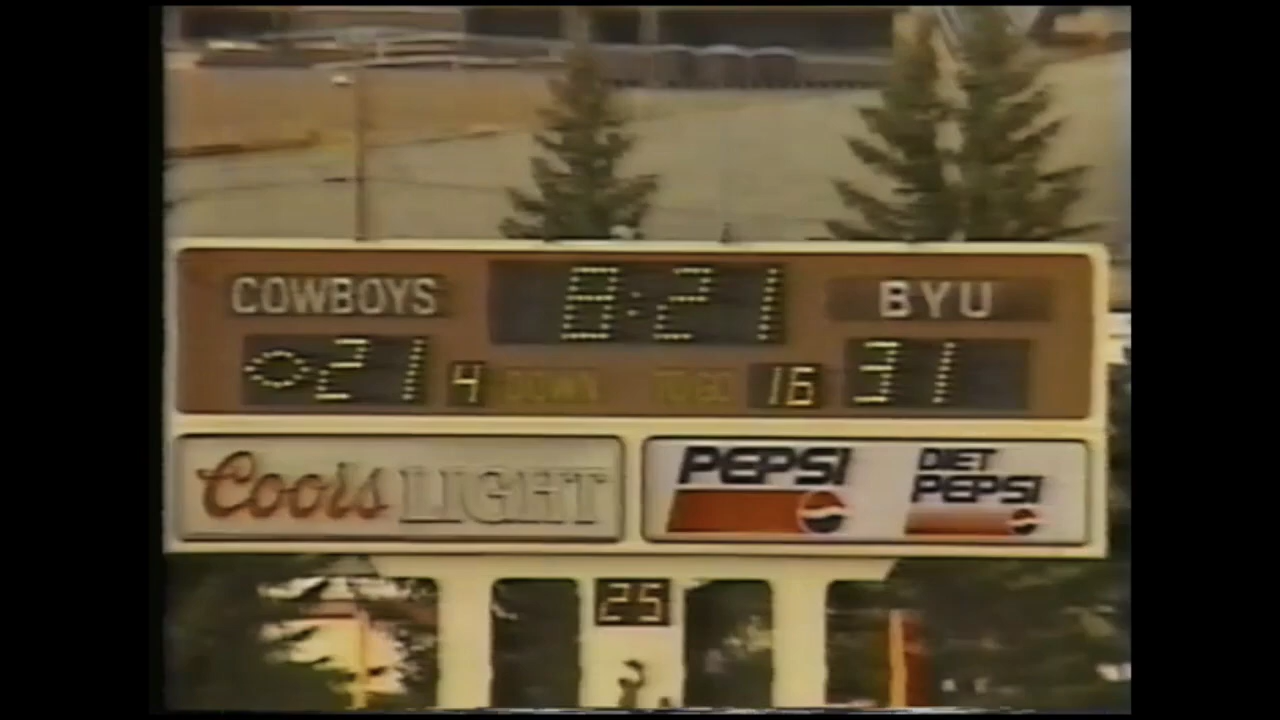 COWBOYS 8:21 BYU
21 4 DOWN TO GO 16 31
Coors LIGHT
PEPSI
DIET
PEPSI
25